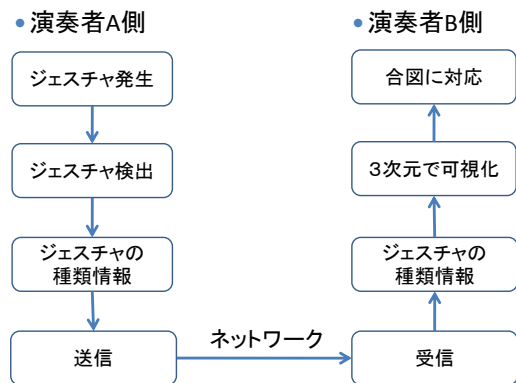 • 演奏者A側
ジェスチャ発生
ジェスチャ検出
ジェスチャの
種類情報
送信
ネットワーク
• 演奏者B側
合図に対応
３次元で可視化
ジェスチャの
種類情報
受信